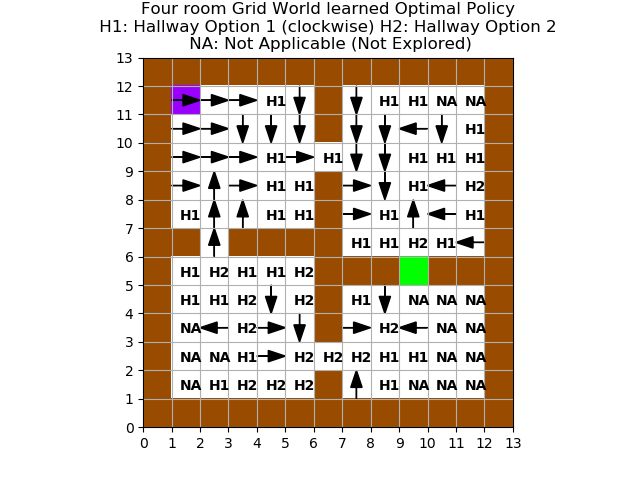 Four room Grid World learned Optimal Policy
H1: Hallway Option 1 (clockwise) H2: Hallway Option 2
NA: Not Applicable (Not Explored)
13
12
H1 H1 H1 NA NA
11
H1
10
H1 H1 H1 H1 H1
9
H1 H1 H1 H2
8
H1 H1 H1 H1 H1
7
H1 H1 H2 H1
6
H1 H2 H1 H1 H2
5
H1 H1 H2 H2 H1 NA NA NA
4
NA H2 H2 NA NA
3
NA NA H1 H2 H2 H2 H1 H1 NA NA
2
NA H1 H2 H2 H2 H1 NA NA NA
1
0
0 1 2 3 4 5 6 7 8 9 10 11 12 13